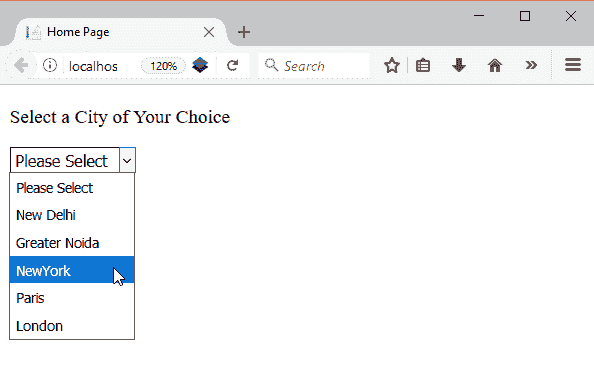 Home Page
localhos
120%
Search
Select a City of Your Choice
Please Select
Please Select
New Delhi
Greater Noida
NewYork
Paris
London